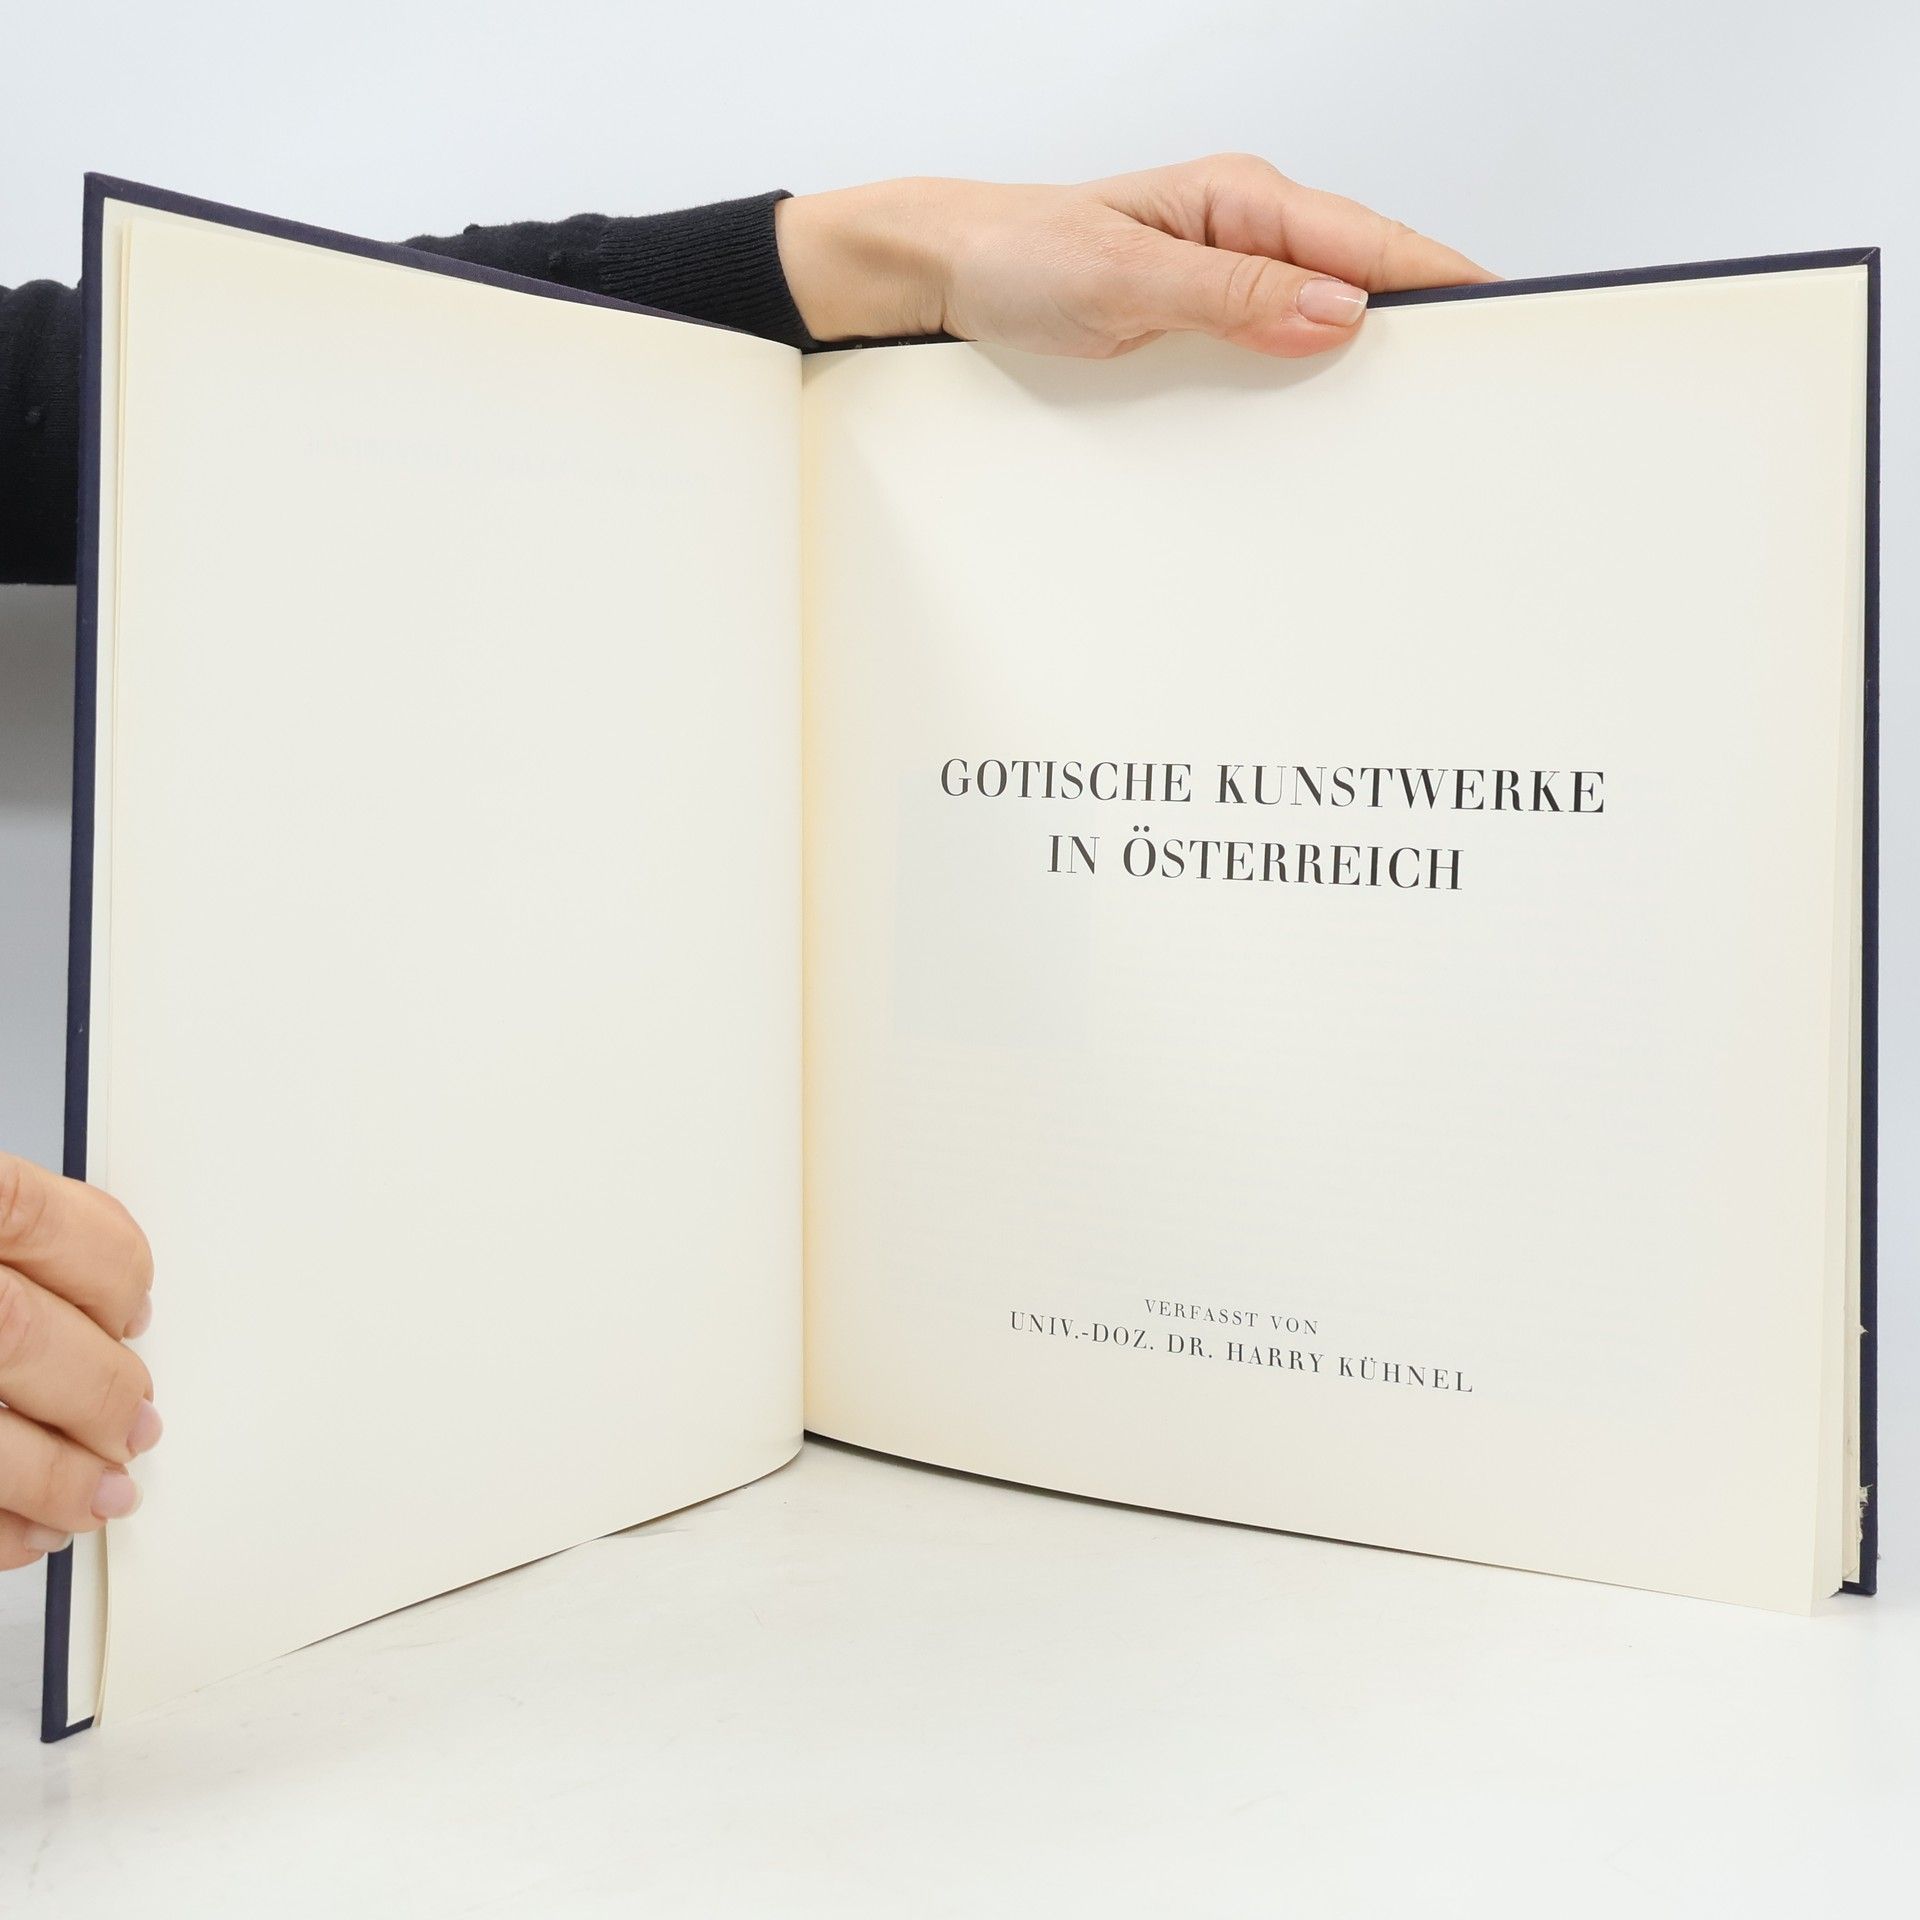 GOTISCHE KUNSTWERKE
IN ÖSTERREICH
VERFASST VON
UNIV.-DOZ. DR. HARRY KÜHNEL